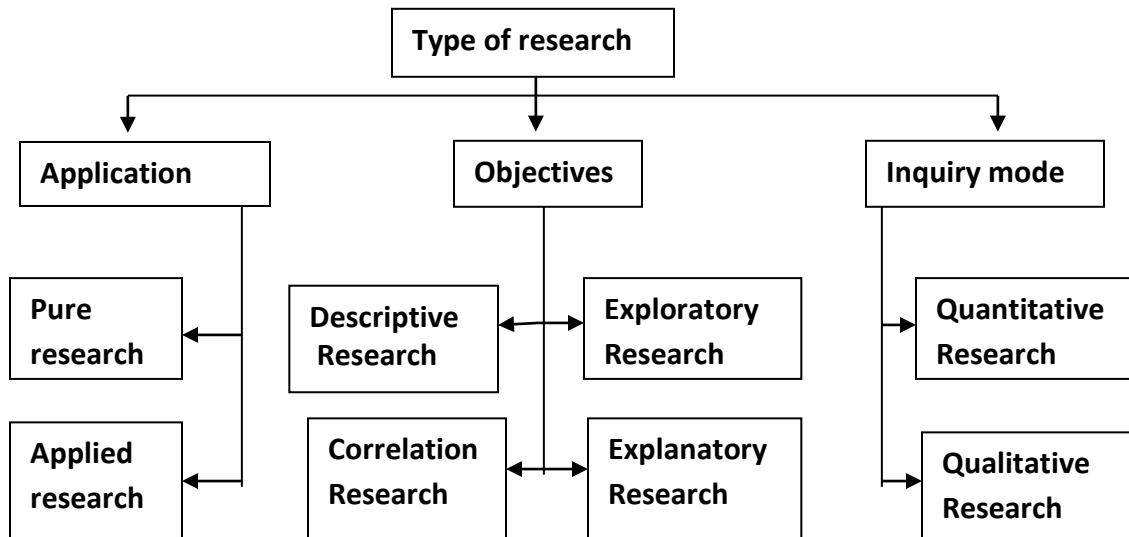 Type of research
Application
Objectives
Inquiry mode
Pure
research
Descriptive
Research
Exploratory
Research
Quantitative
Research
Applied
research
Correlation
Research
Explanatory
Research
Qualitative
Research